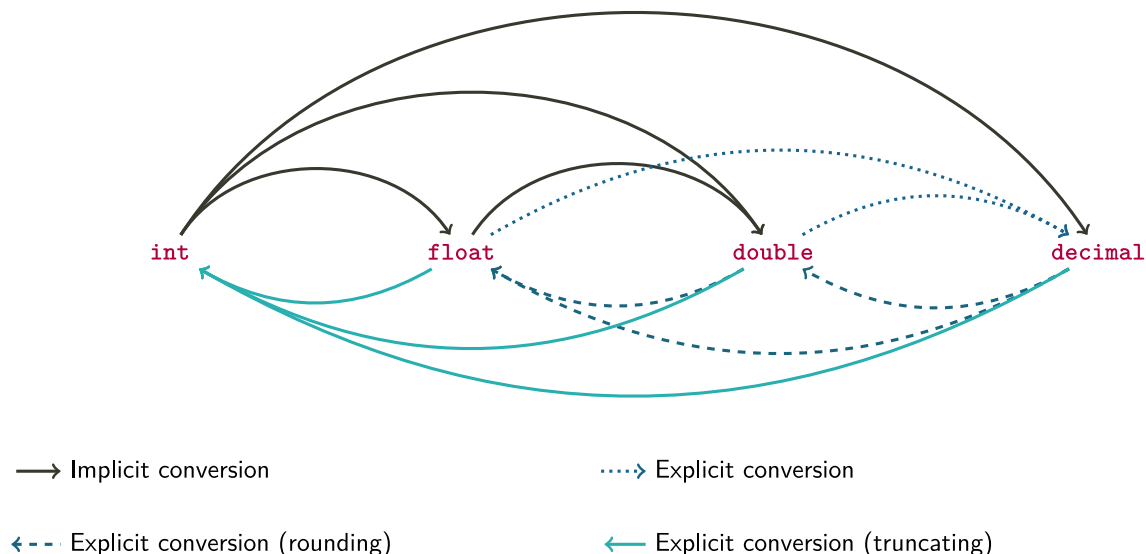 int float double decimal
Implicit conversion Explicit conversion
Explicit conversion (rounding) Explicit conversion (truncating)